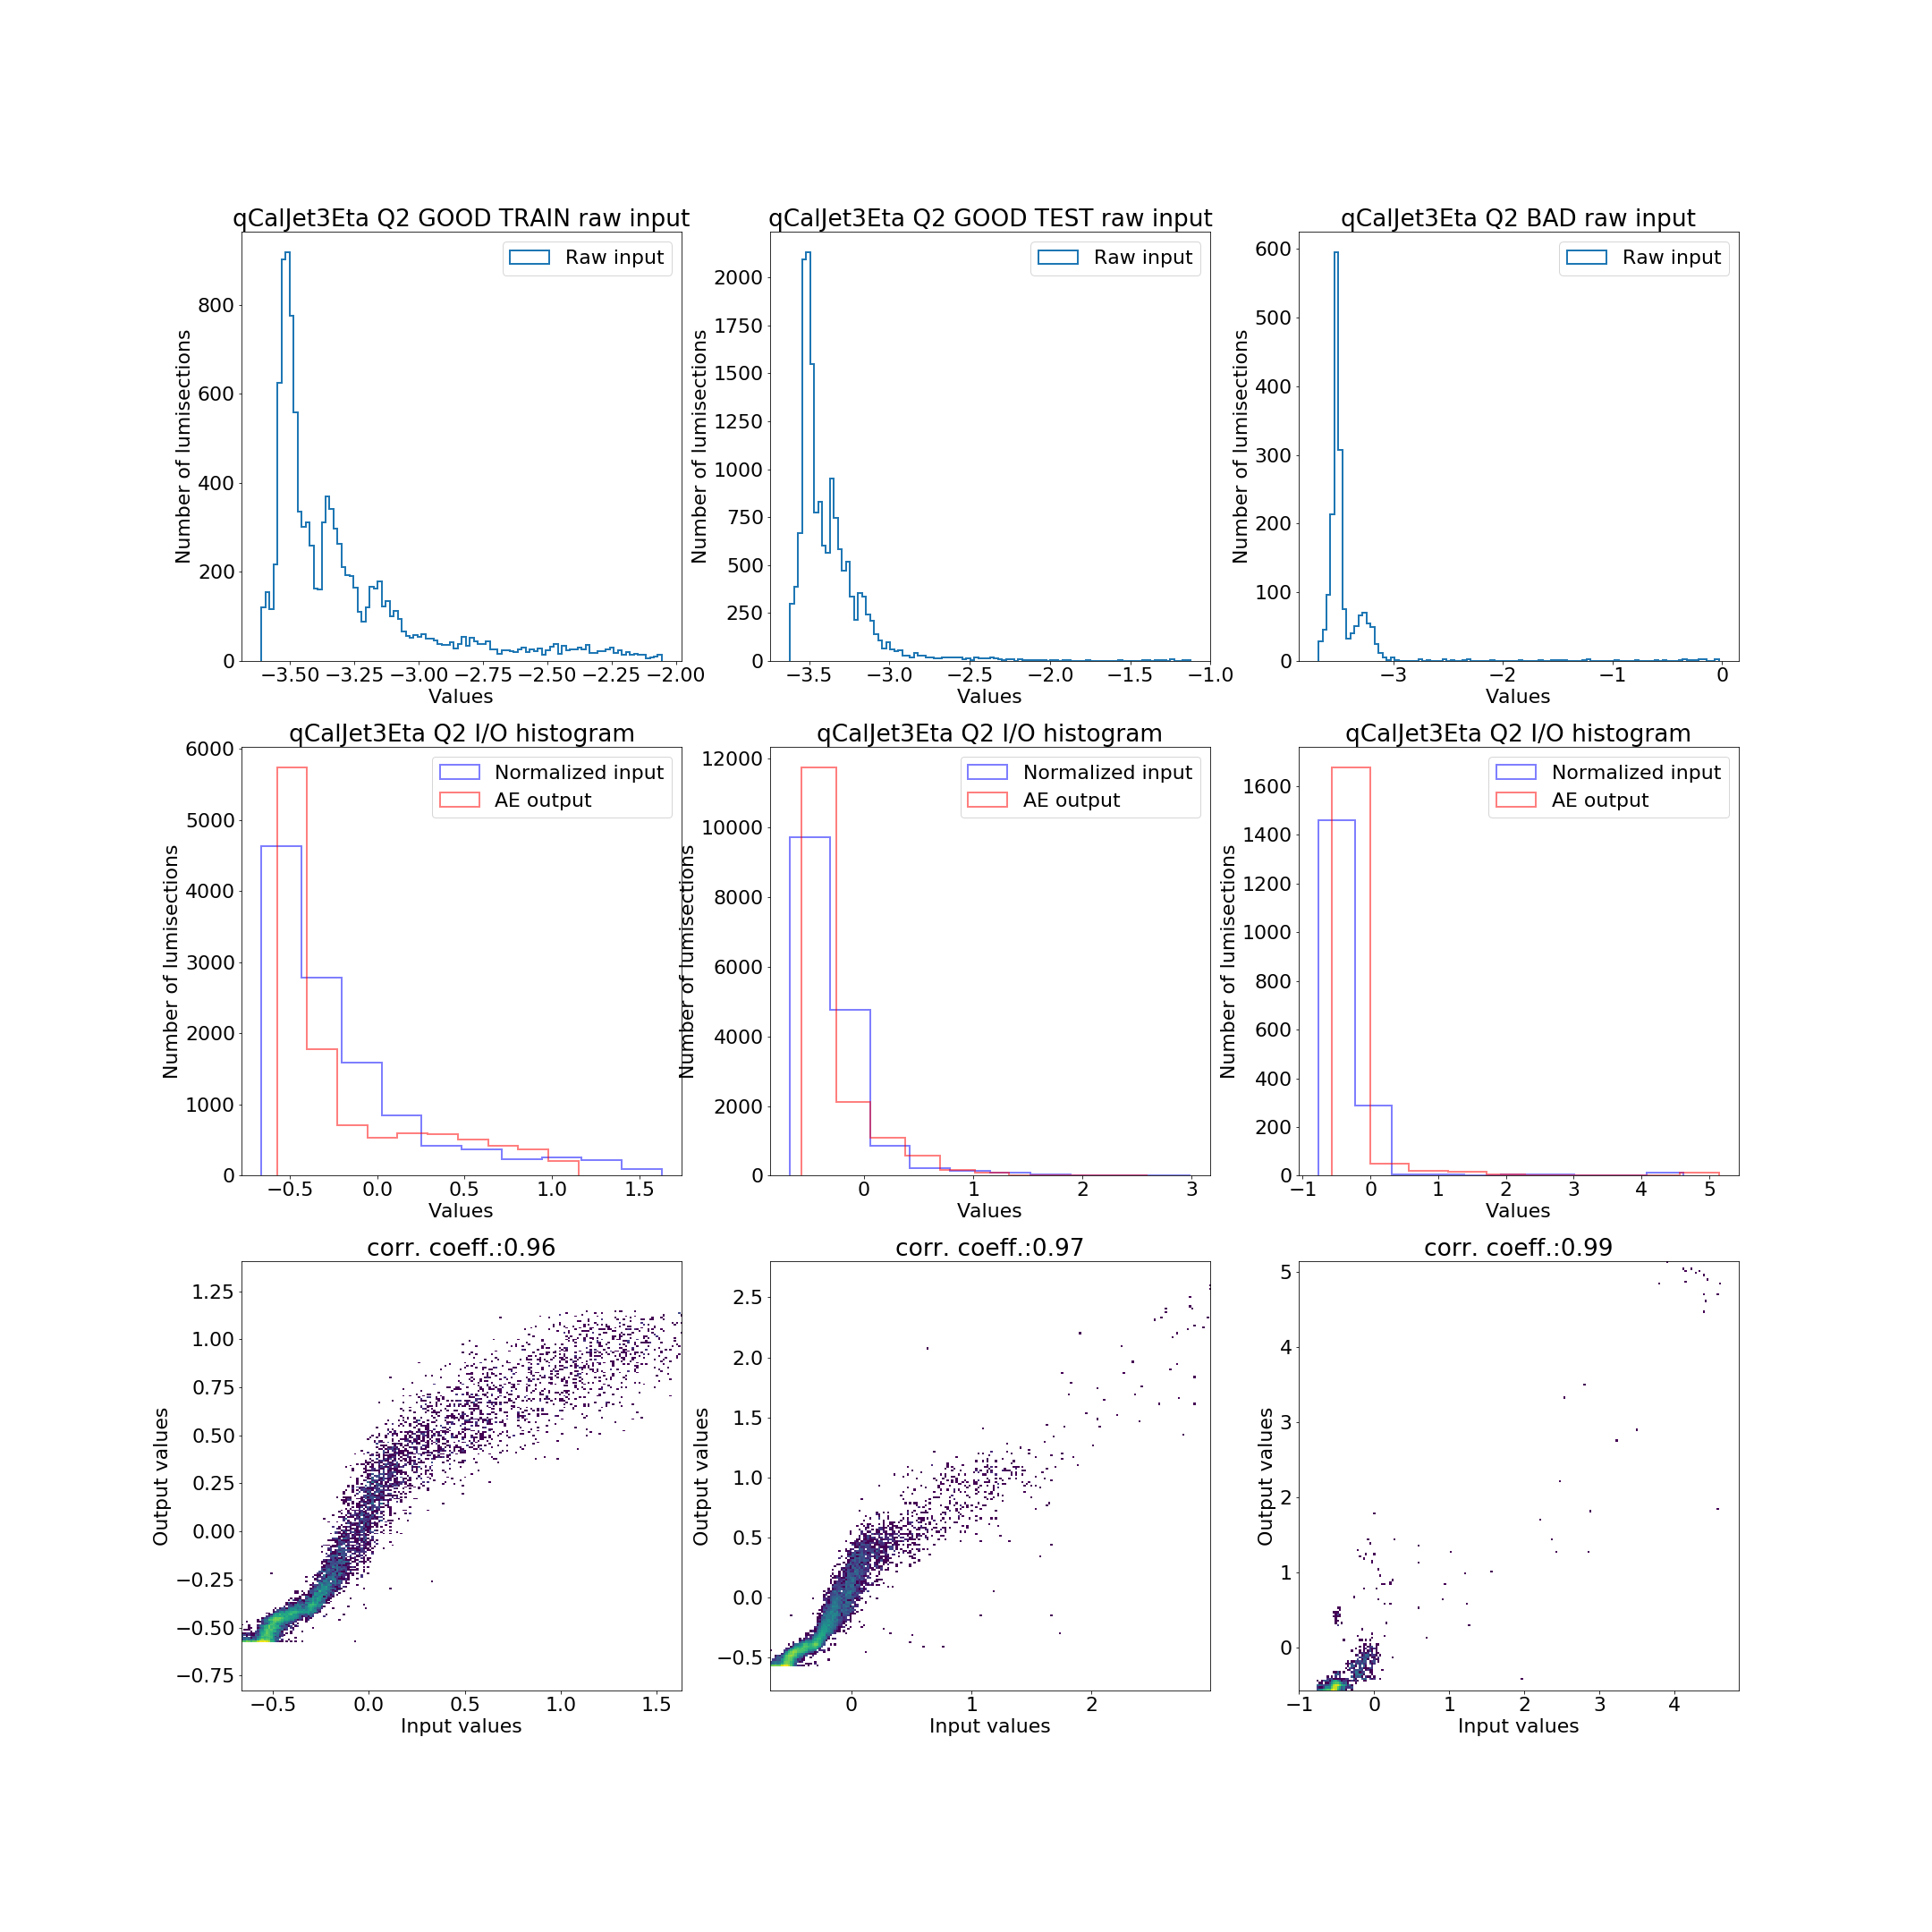 qCalJet3Eta Q2 GOOD TRAIN raw input
Raw input
Number of lumisections
800
600
400
200
0
−3.50 −3.25 −3.00 −2.75 −2.50 −2.25 −2.00
Values
qCalJet3Eta Q2 GOOD TEST raw input
Raw input
Number of lumisections
2000
1750
1500
1250
1000
750
500
250
0
−3.5 −3.0 −2.5 −2.0 −1.5 −1.0
Values
qCalJet3Eta Q2 BAD raw input
Raw input
Number of lumisections
600
500
400
300
200
100
0
−3 −2 −1 0
Values
qCalJet3Eta Q2 I/O histogram
Normalized input
AE output
Number of lumisections
6000
5000
4000
3000
2000
1000
0
−0.5 0.0 0.5 1.0 1.5
Values
qCalJet3Eta Q2 I/O histogram
Normalized input
AE output
Number of lumisections
12000
10000
8000
6000
4000
2000
0
0 1 2 3
Values
qCalJet3Eta Q2 I/O histogram
Normalized input
AE output
Number of lumisections
1600
1400
1200
1000
800
600
400
200
0
−1 0 1 2 3 4 5
Values
corr. coeff.:0.96
Output values
1.25
1.00
0.75
0.50
0.25
0.00
−0.25
−0.50
−0.75
−0.5 0.0 0.5 1.0 1.5
Input values
corr. coeff.:0.97
Output values
2.5
2.0
1.5
1.0
0.5
0.0
−0.5
0 1 2
Input values
corr. coeff.:0.99
Output values
5
4
3
2
1
0
−1 0 1 2 3 4
Input values